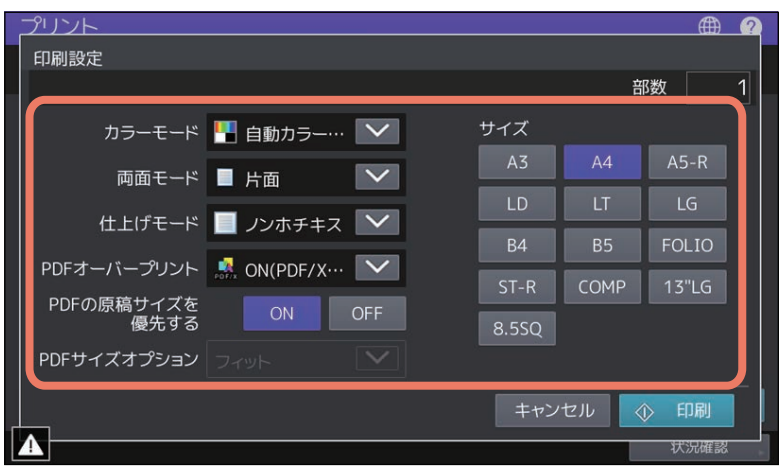 プリント
印刷設定
部数 1
カラーモード 自動カラー…
両面モード 片面
仕上げモード ノンホチキス
PDFオーバープリント ON(PDF/X…
PDFの原稿サイズを
優先する ON OFF
PDFサイズオプション フィット
サイズ
A3 A4 A5-R
LD LT LG
B4 B5 FOLIO
ST-R COMP 13"LG
8.5SQ
キャンセル 印刷
状況確認